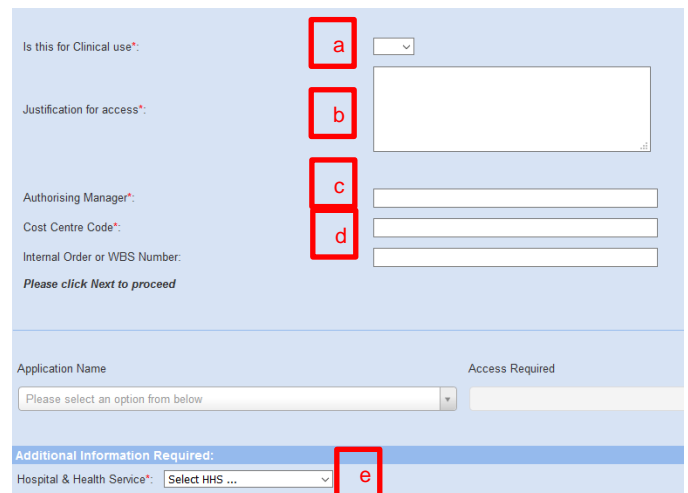 Is this for Clinical use*: a
Justification for access*: b
c
Authorising Manager*:
Cost Centre Code*: d
Internal Order or WBS Number:
Please click Next to proceed
Application Name Access Required
Please select an option from below
Additional Information Required:
Hospital & Health Service*: Select HHS ... e